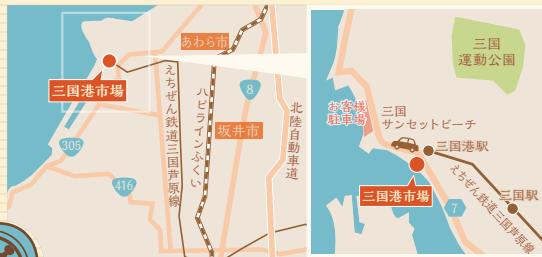 あわら市
三国港市場
えちぜん鉄道三国芦原線
ハピラインふくい
8
坂井市
北陸自動車道
305
416
三国
運動公園
お客様
駐車場
三国
サンセットビーチ
三国港駅
三国港市場
えちぜん鉄道三国芦原線
三国駅
7